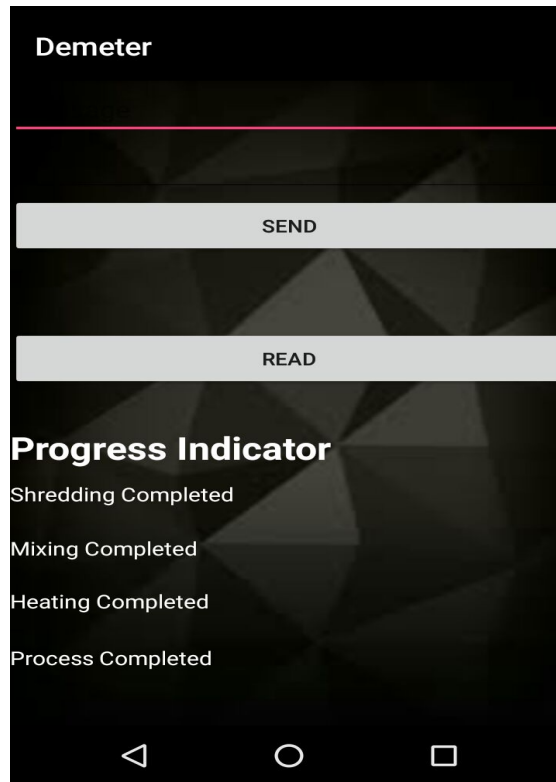 Demeter
SEND
READ
Progress Indicator
Shredding Completed
Mixing Completed
Heating Completed
Process Completed